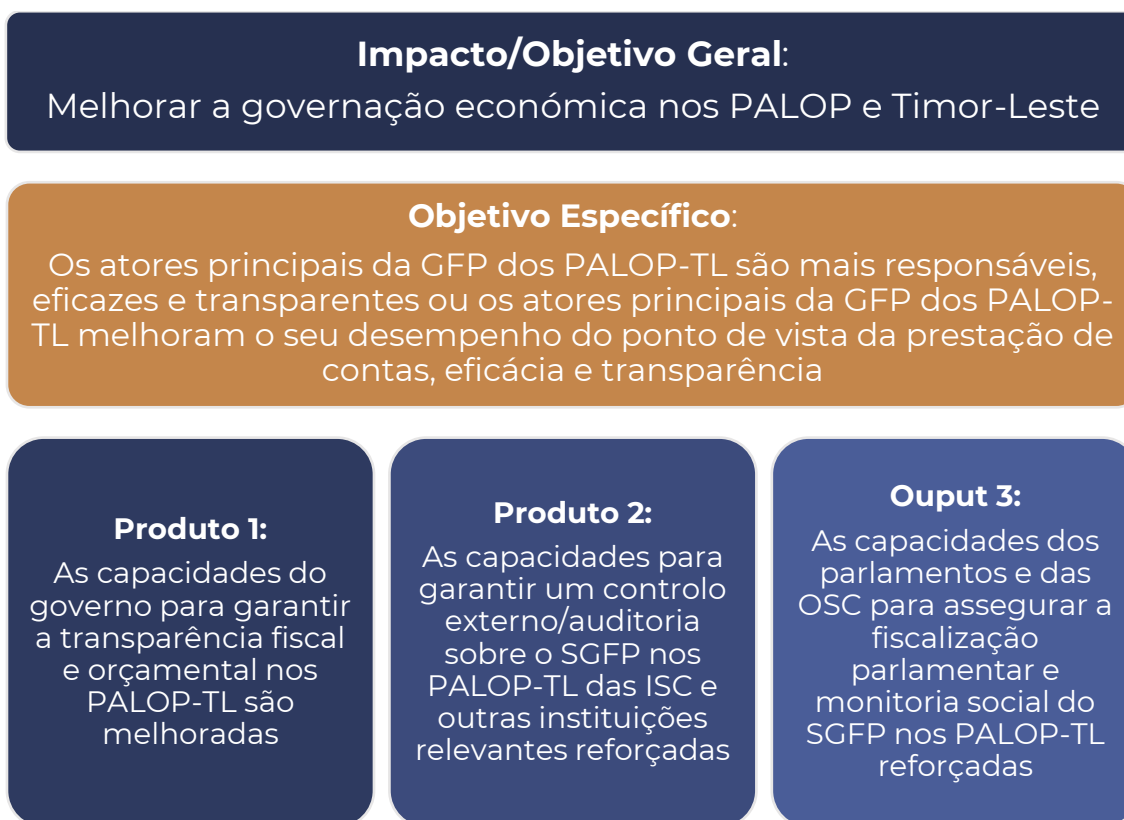 Impacto/Objetivo Geral:
Melhorar a governação económica nos PALOP e Timor-Leste
Objetivo Específico:
Os atores principais da GFP dos PALOP-TL são mais responsáveis,
eficazes e transparentes ou os atores principais da GFP dos PALOP-
TL melhoram o seu desempenho do ponto de vista da prestação de
contas, eficácia e transparência
Produto 1:
As capacidades do
governo para garantir
a transparência fiscal
e orçamental nos
PALOP-TL são
melhoradas
Produto 2:
As capacidades para
garantir um controlo
externo/auditoria
sobre o SGFP nos
PALOP-TL das ISC e
outras instituições
relevantes reforçadas
Ouput 3:
As capacidades dos
parlamentos e das
OSC para assegurar a
fiscalização
parlamentar e
monitoria social do
SGFP nos PALOP-TL
reforçadas